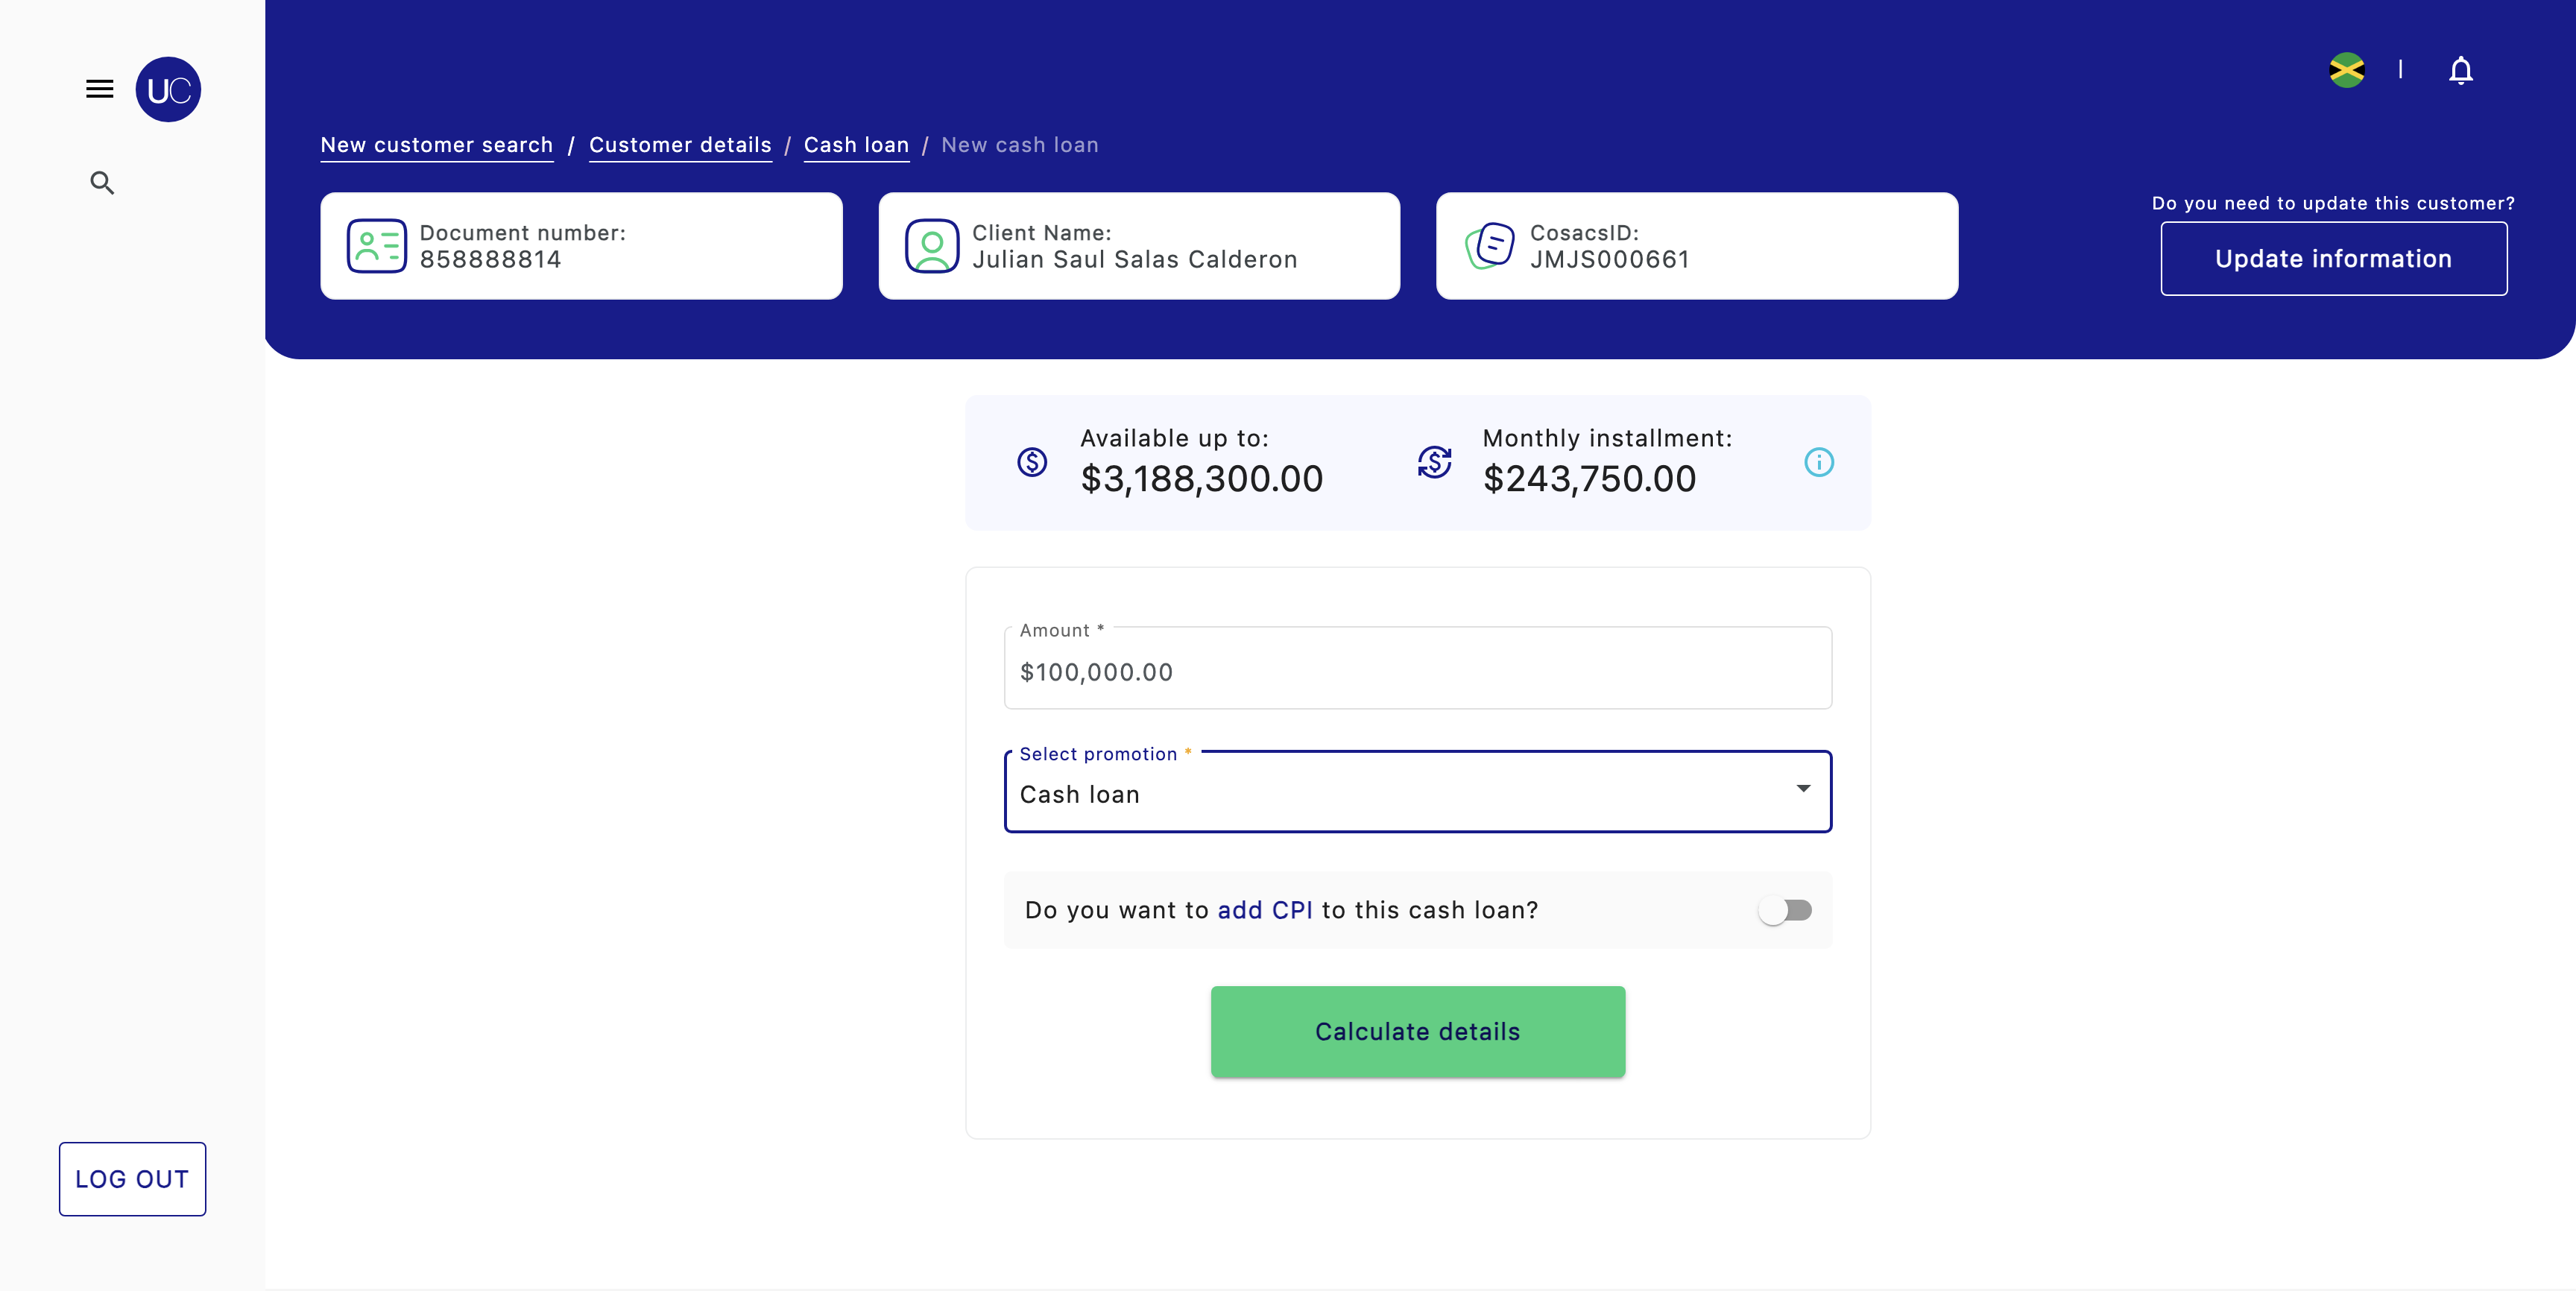 UC
New customer search / Customer details / Cash loan / New cash loan
Document number:
858888814
Client Name:
Julian Saul Salas Calderon
CosacsID:
JMJS000661
Do you need to update this customer?
Update information
Available up to:
$3,188,300.00
Monthly installment:
$243,750.00
Amount *
$100,000.00
Select promotion *
Cash loan
Do you want to add CPI to this cash loan?
Calculate details
LOG OUT